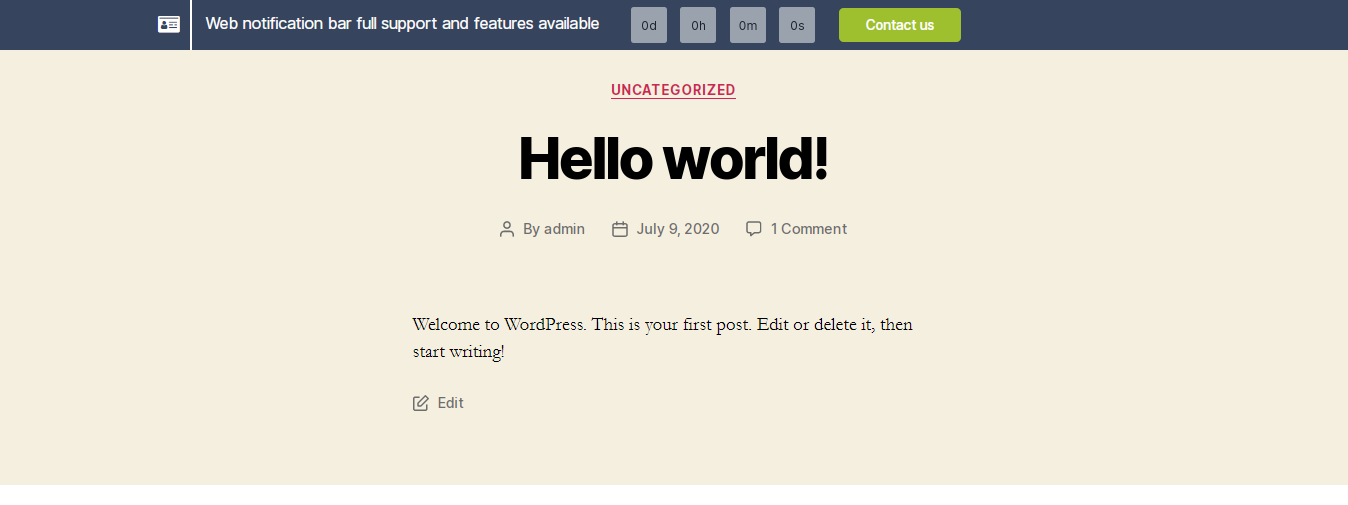 Web notification bar full support and features available 0d 0h 0m 0s Contact us
UNCATEGORIZED
Hello world!
By admin July 9, 2020 1 Comment
Welcome to WordPress. This is your first post. Edit or delete it, then
start writing!
Edit